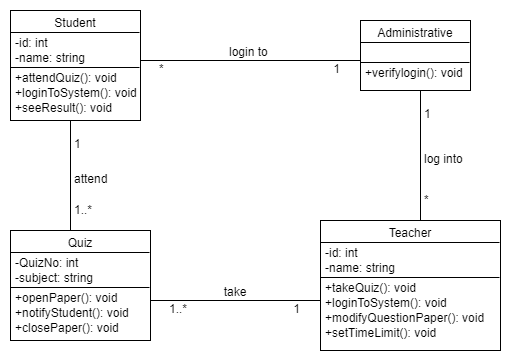 Student
-id: int
-name: string
+attendQuiz(): void
+loginToSystem(): void
+seeResult(): void
login to
*
1
Administrative
+verifylogin(): void
1
attend
1..*
1
log into
*
Quiz
-QuizNo: int
-subject: string
+openPaper(): void
+notifyStudent(): void
+closePaper(): void
take
1..*
1
Teacher
-id: int
-name: string
+takeQuiz(): void
+loginToSystem(): void
+modifyQuestionPaper(): void
+setTimeLimit(): void